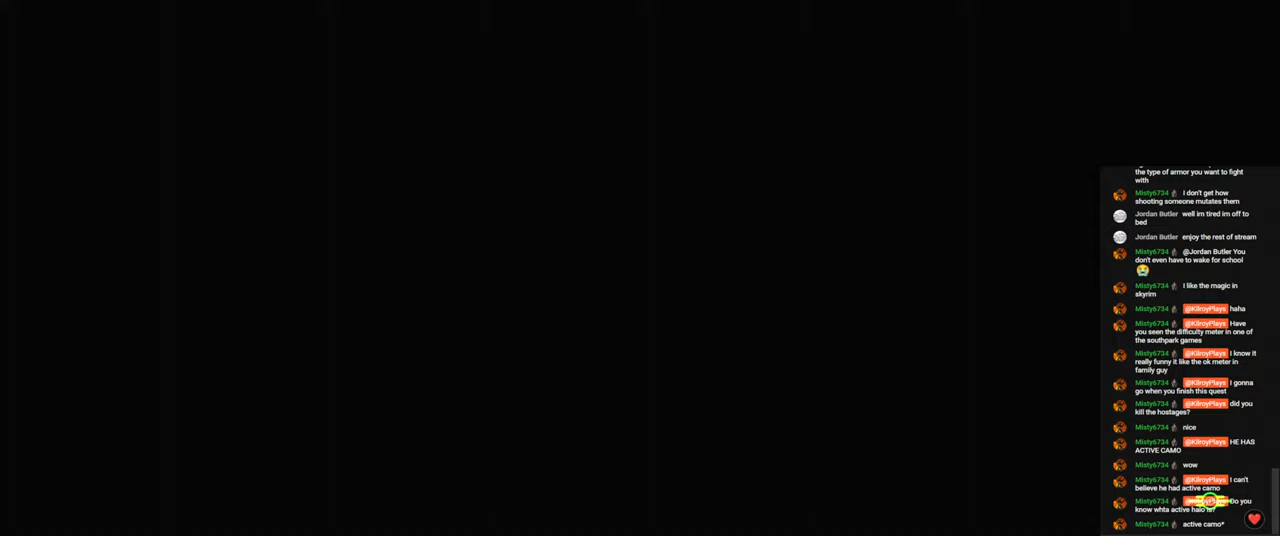 the type of armor you want to fight
with
Misty6734 I don't get how
shooting someone mutates them
Jordan Butler well im tired im off to
bed
Jordan Butler enjoy the rest of stream
Misty6734 @Jordan Butler You
don't even have to wake for school
Misty6734 I like the magic in
skyrim
Misty6734 @KilroyPlays haha
Misty6734 @KilroyPlays Have
you seen the difficulty meter in one of
the southpark games
Misty6734 @KilroyPlays I know it
really funny it like the ok meter in
family guy
Misty6734 @KilroyPlays I gonna
go when you finish this quest
Misty6734 @KilroyPlays did you
kill the hostages?
Misty6734 nice
Misty6734 @KilroyPlays HE HAS
ACTIVE CAMO
Misty6734 wow
Misty6734 @KilroyPlays I can't
believe he had active camo
Misty6734 @KilroyPlays Do you
know whta active halo is?
Misty6734 active camo*